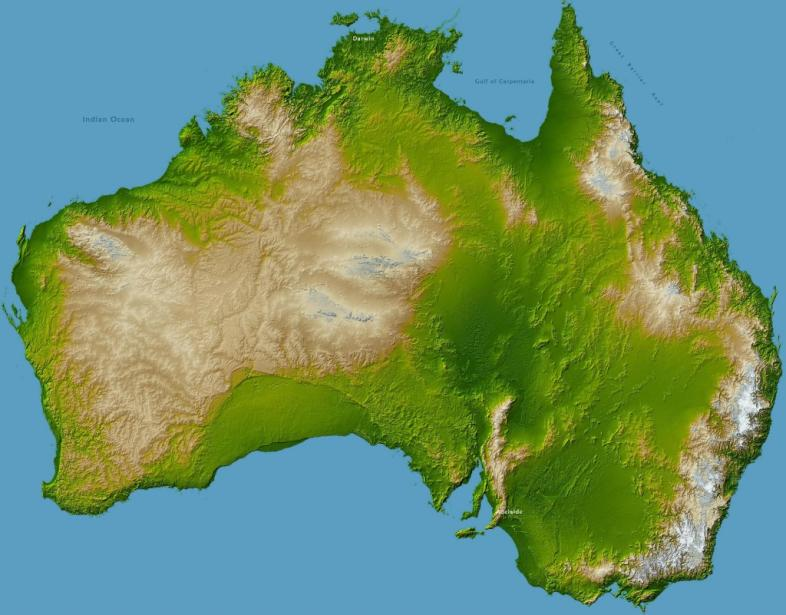 Darwin
Great Barrier Reef
Gulf of Carpentaria
Indian Ocean
Adelaide